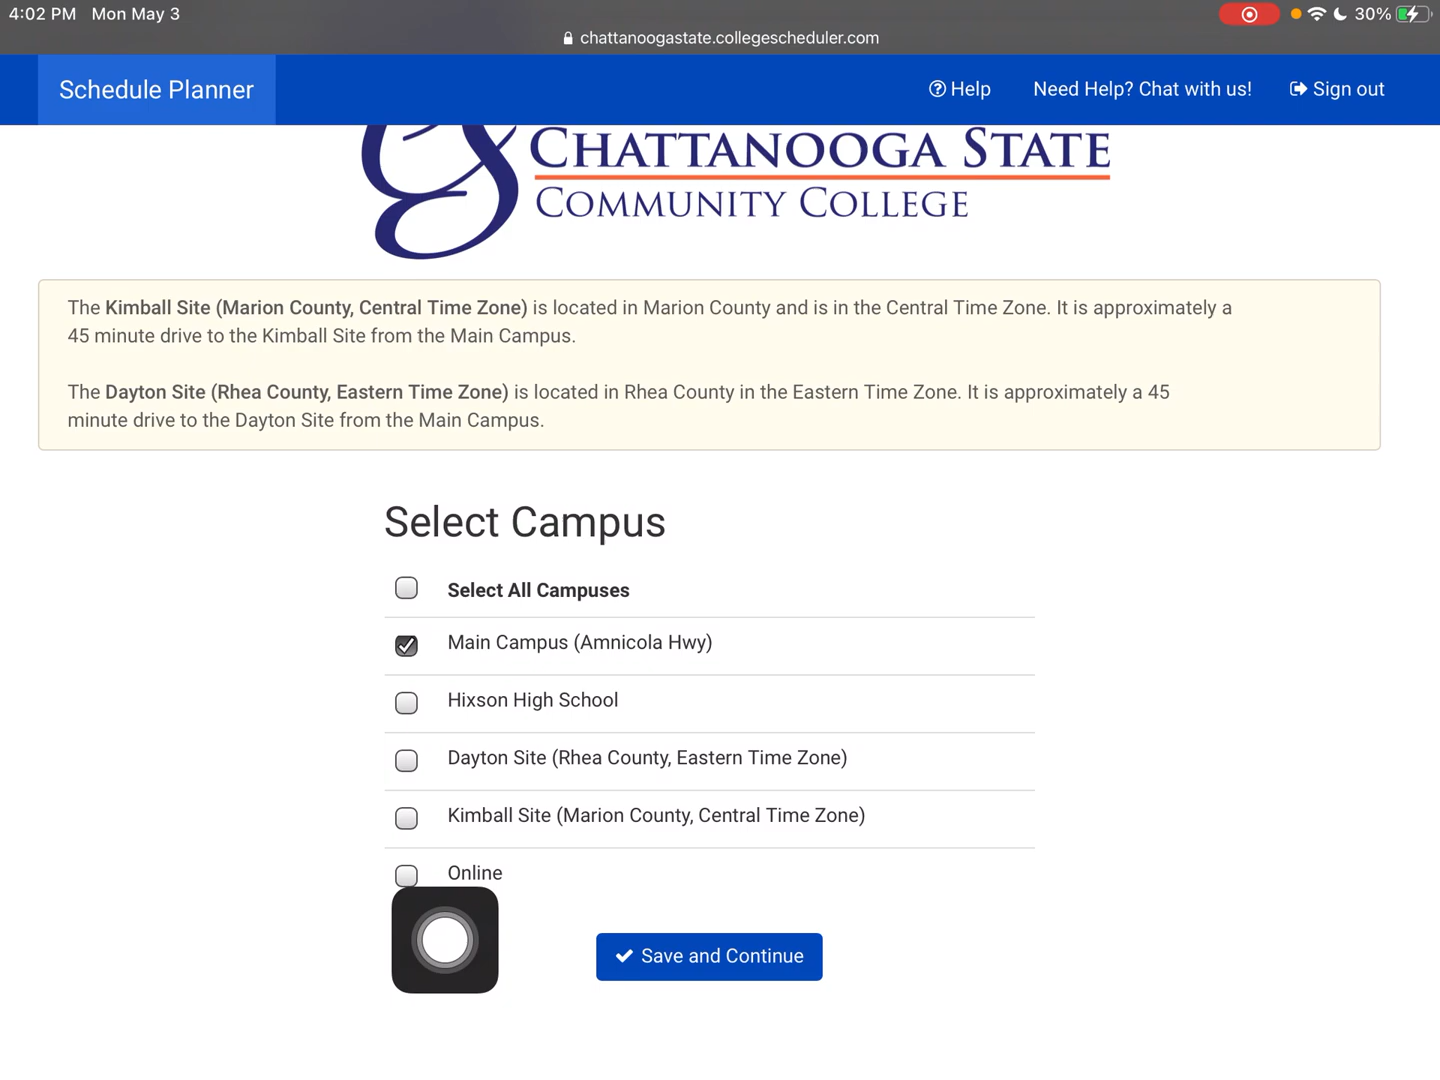 4:02 PM Mon May 3 30%
chattanoogastate.collegescheduler.com
Schedule Planner Help Need Help? Chat with us! Sign out
CHATTANOOGA STATE
COMMUNITY COLLEGE
The Kimball Site (Marion County, Central Time Zone) is located in Marion County and is in the Central Time Zone. It is approximately a
45 minute drive to the Kimball Site from the Main Campus.
The Dayton Site (Rhea County, Eastern Time Zone) is located in Rhea County in the Eastern Time Zone. It is approximately a 45
minute drive to the Dayton Site from the Main Campus.
Select Campus
Select All Campuses
Main Campus (Amnicola Hwy)
Hixson High School
Dayton Site (Rhea County, Eastern Time Zone)
Kimball Site (Marion County, Central Time Zone)
Online
Save and Continue